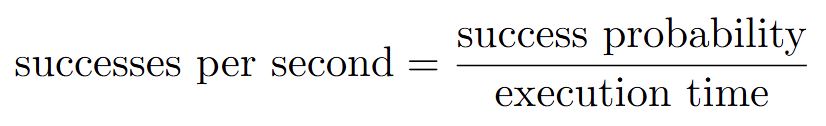 successes per second = success probability / execution time